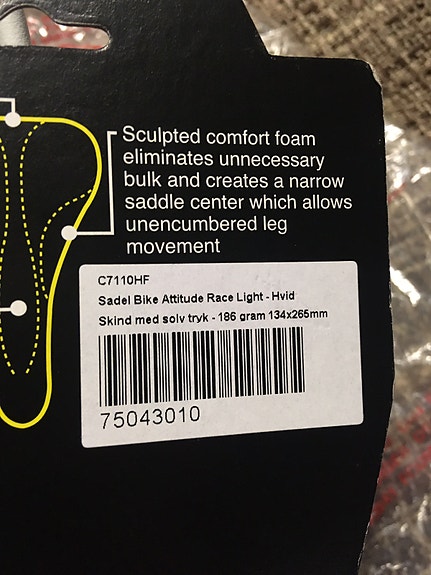 Sculpted comfort foam
eliminates unnecessary
bulk and creates a narrow
saddle center which allows
unencumbered leg
movement
C7110HF
Sadel Bike Attitude Race Light - Hvid
Skind med solv tryk - 186 gram 134x265mm
75043010